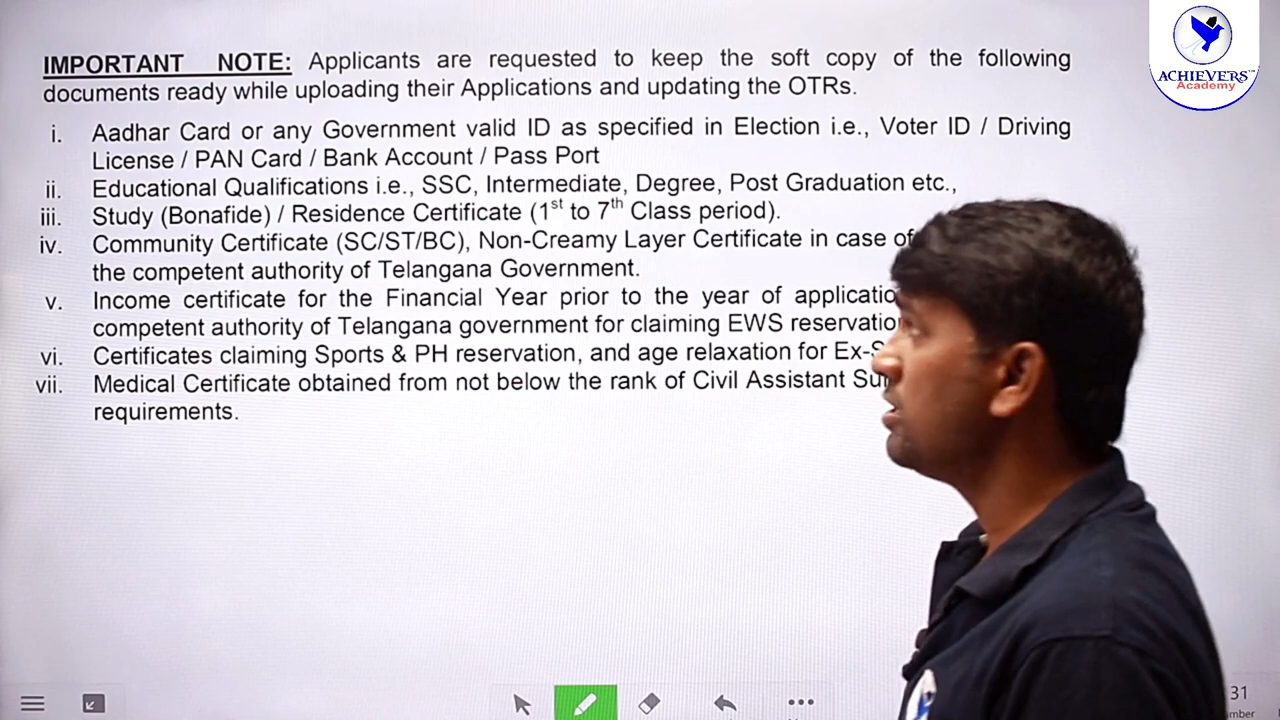 IMPORTANT NOTE: Applicants are requested to keep the soft copy of the following
documents ready while uploading their Applications and updating the OTRs.
i. Aadhar Card or any Government valid ID as specified in Election i.e., Voter ID / Driving
License / PAN Card / Bank Account / Pass Port
ii. Educational Qualifications i.e., SSC, Intermediate, Degree, Post Graduation etc.,
iii. Study (Bonafide) / Residence Certificate (1st to 7th Class period).
iv. Community Certificate (SC/ST/BC), Non-Creamy Layer Certificate in case of
the competent authority of Telangana Government.
v. Income certificate for the Financial Year prior to the year of
competent authority of Telangana government for claiming EWS
vi. Certificates claiming Sports & PH reservation, and age relaxation for
vii. Medical Certificate obtained from not below the rank of Civil Assistant
requirements.
ACHIEVERS™
Academy
31